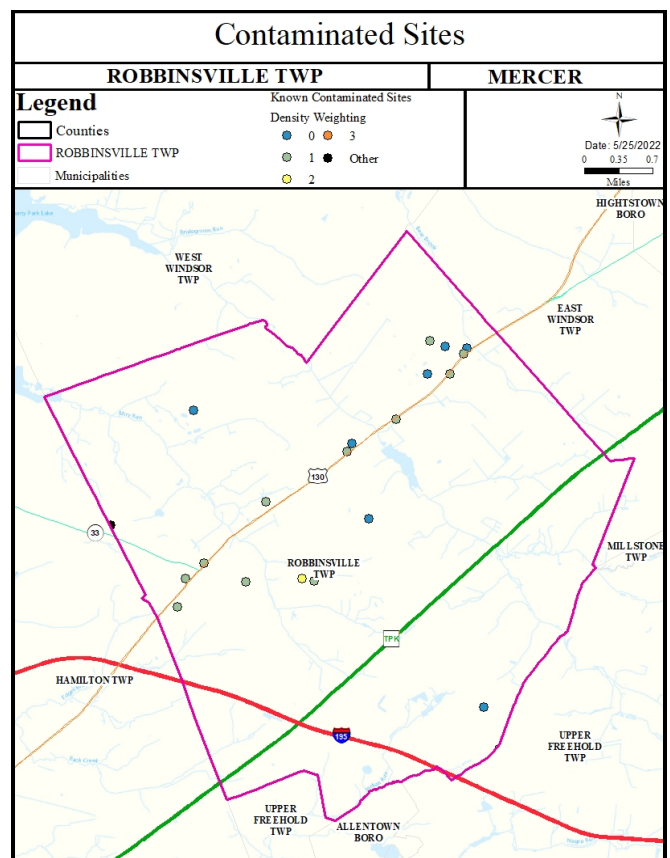 Contaminated Sites
ROBBINSVILLE TWP
MERCER
Legend
Counties
ROBBINSVILLE TWP
Municipalities
Known Contaminated Sites
Density Weighting
0
3
1
Other
2
N
Date: 5/25/2022
0 0.35 0.7
Miles
HIGHTSTOWN
BORO
WEST
WINDSOR
TWP
EAST
WINDSOR
TWP
130
33
ROBBINSVILLE
TWP
MILLSTONE
TWP
TPK
HAMILTON TWP
195
UPPER
FREEHOLD
TWP
UPPER
FREEHOLD
TWP
ALLENTOWN
BORO